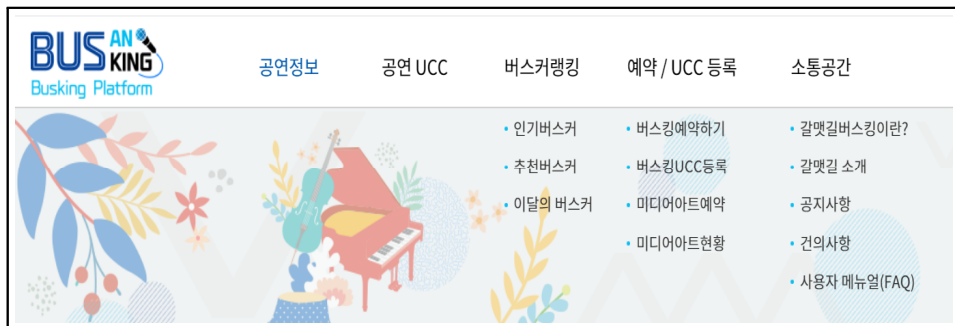 BUS AN KING
Busking Platform
공연정보
공연 UCC
버스커랭킹
예약 / UCC 등록
소통공간
인기버스커
추천버스커
이달의 버스커
버스킹예약하기
버스킹UCC등록
미디어아트예약
미디어아트현황
갈맷길버스킹이란?
갈맷길 소개
공지사항
건의사항
사용자 메뉴얼(FAQ)